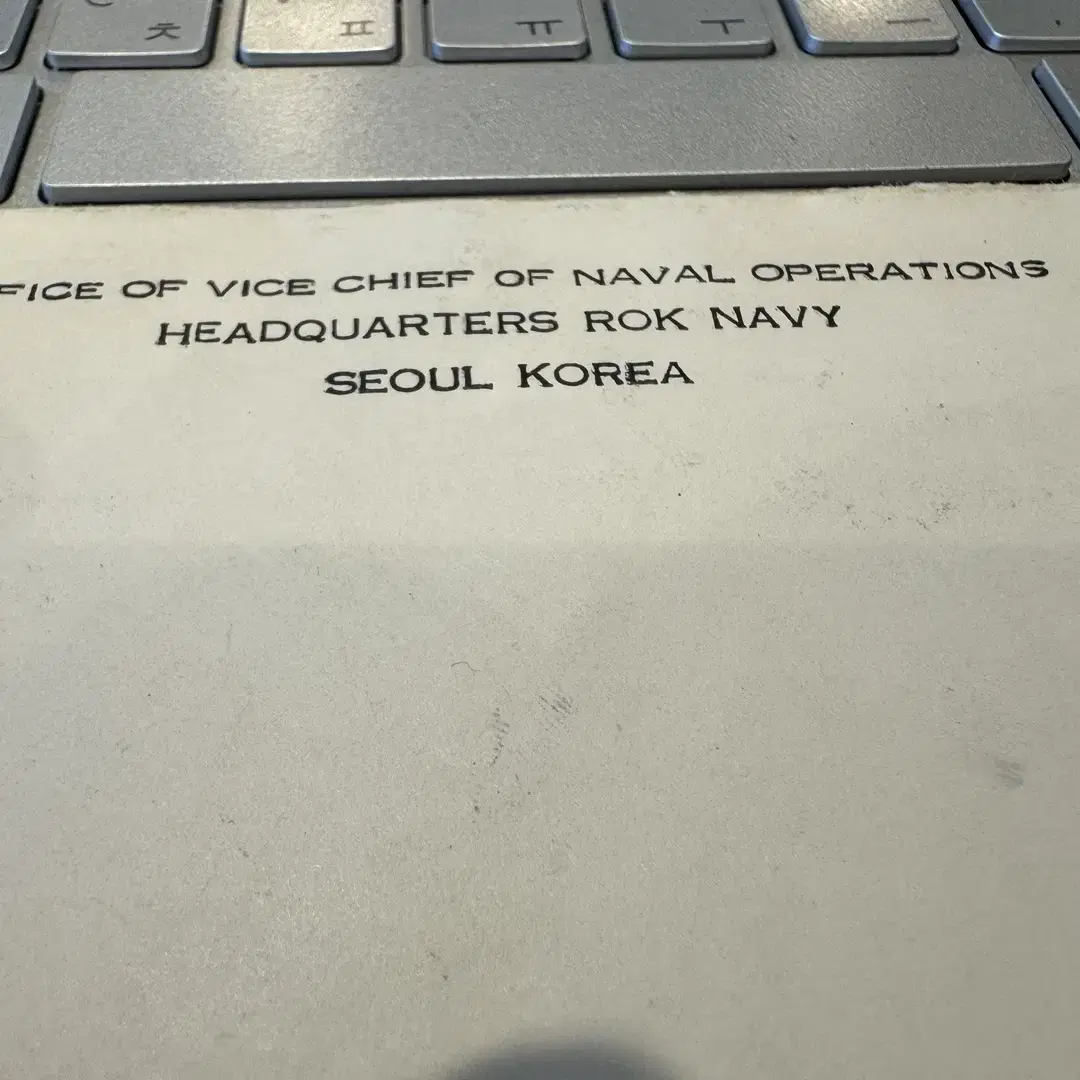 ㅊ ㅍ ㅠ ㅜ ㅡ
FICE OF VICE CHIEF OF NAVAL OPERATIONS
HEADQUARTERS ROK NAVY
SEOUL KOREA